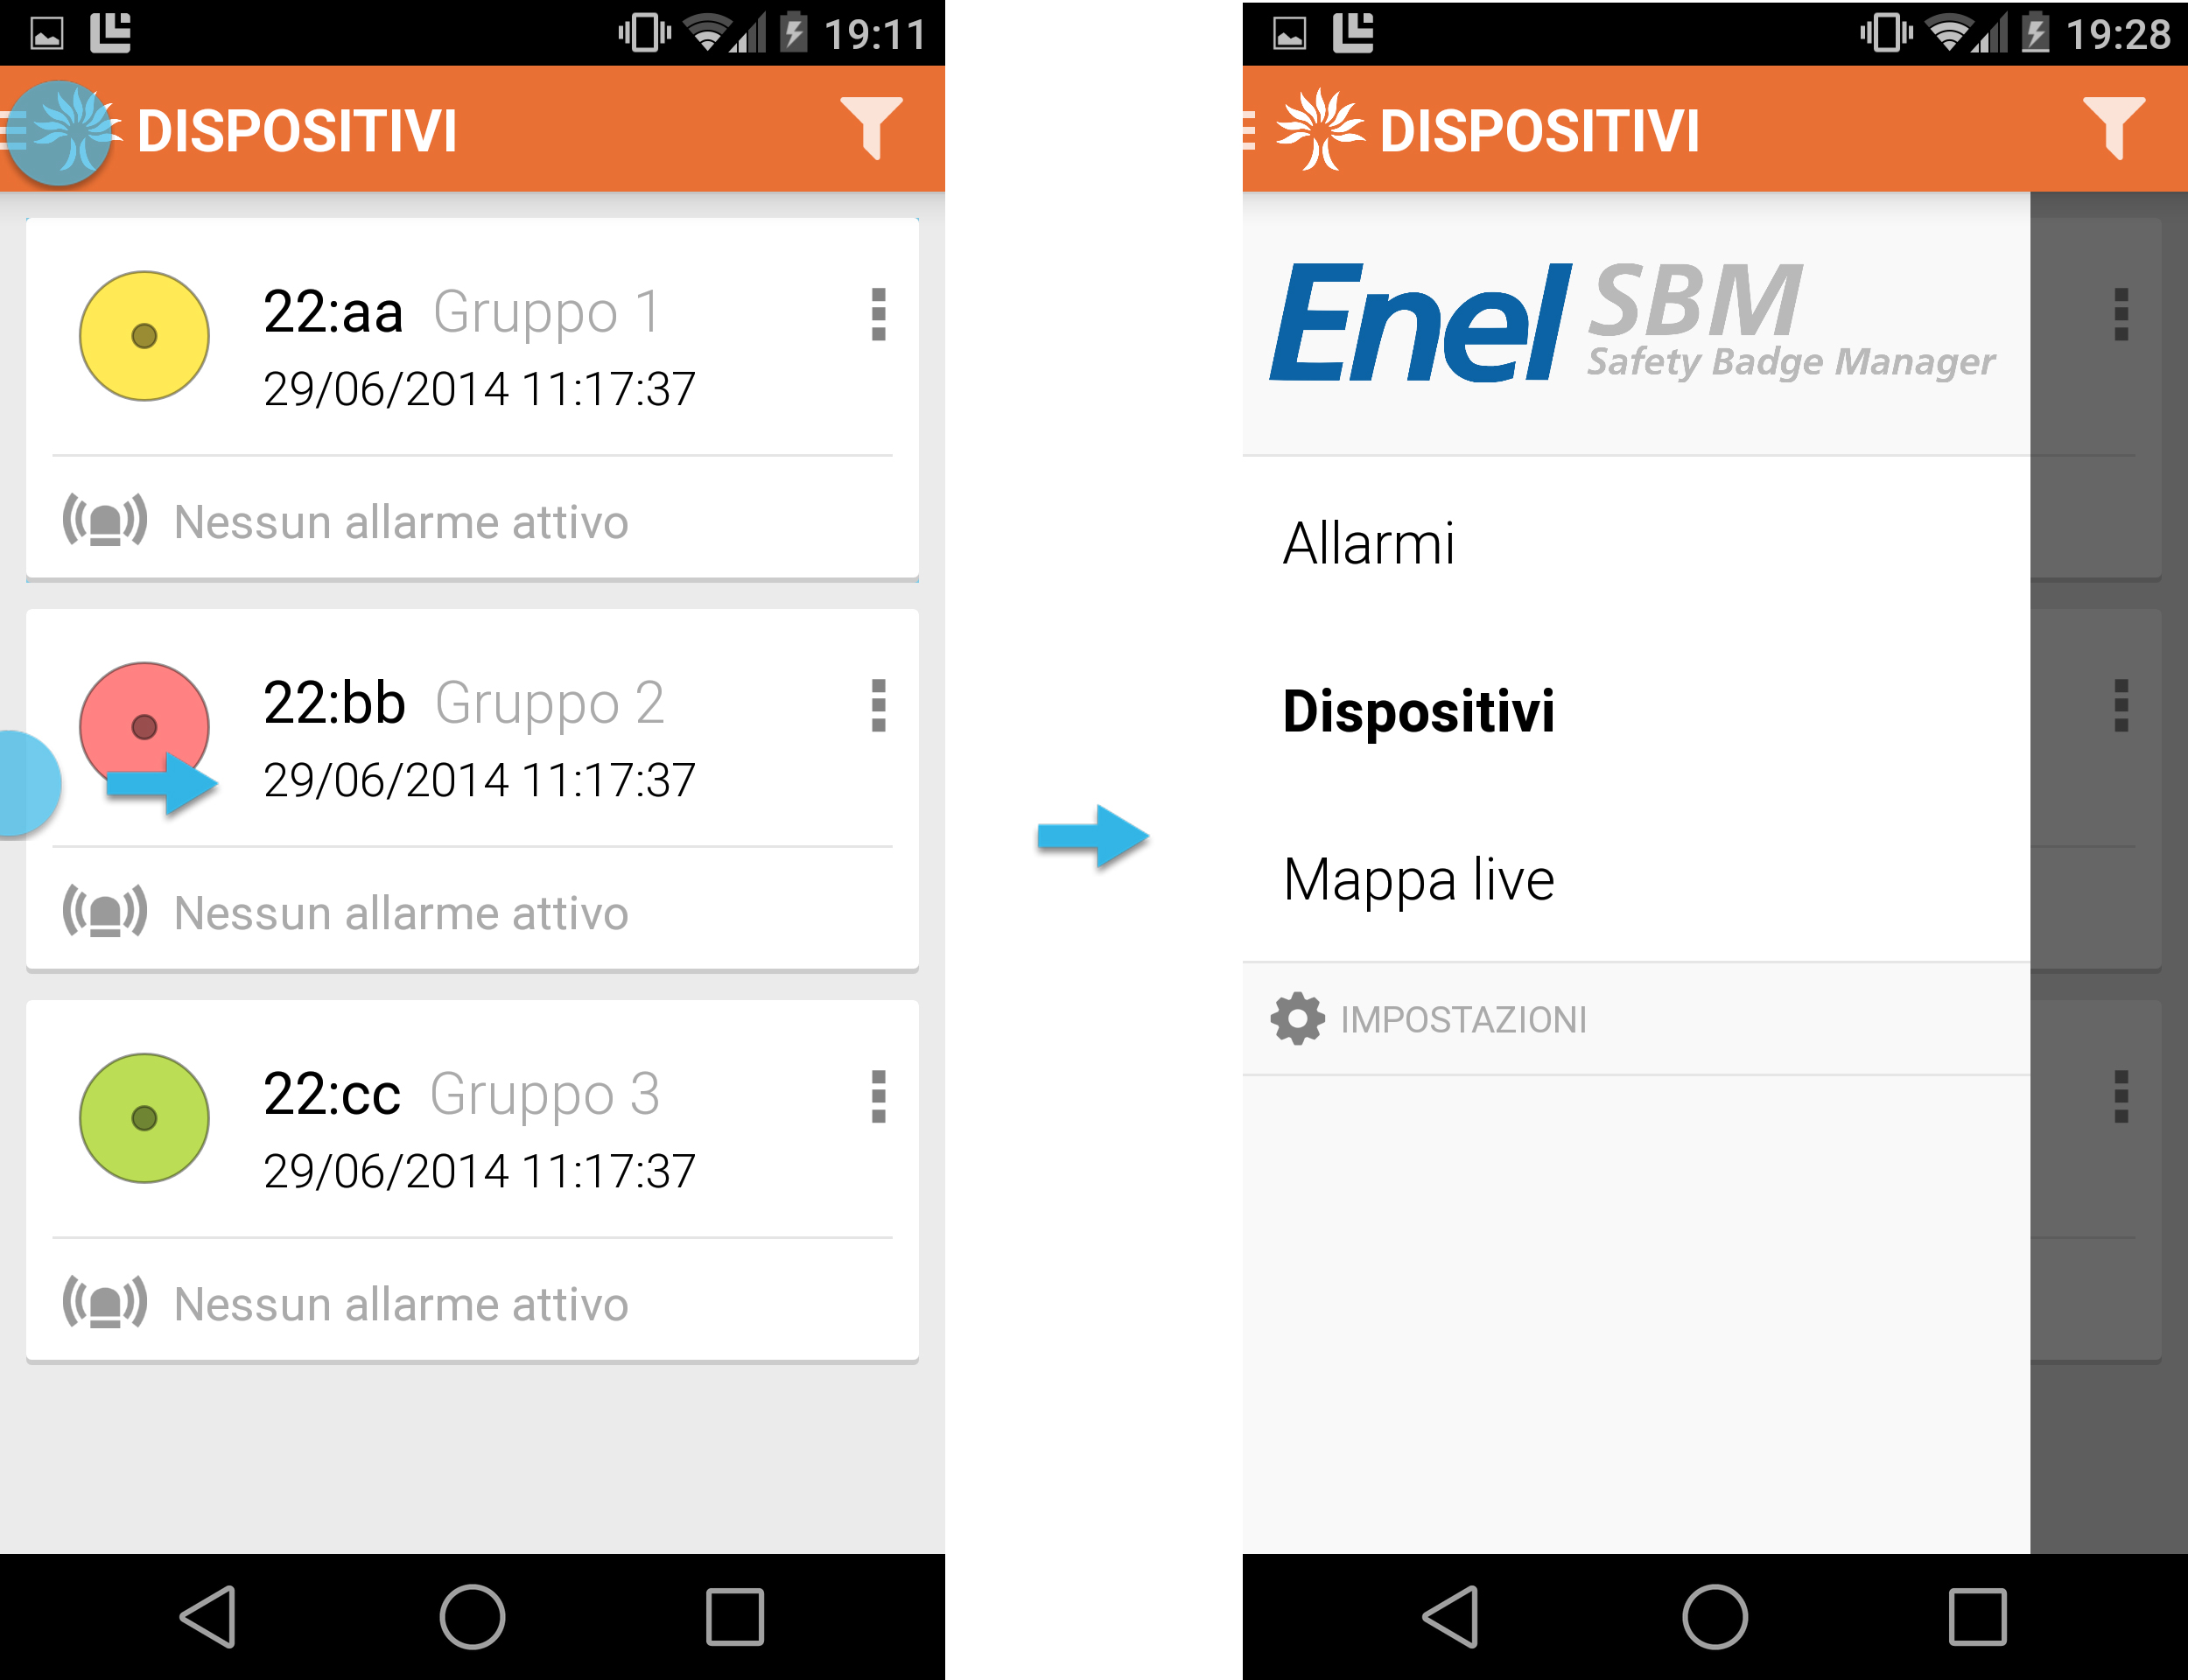 19:11
DISPOSITIVI
22:aa Gruppo 1
29/06/2014 11:17:37
Nessun allarme attivo
22:bb Gruppo 2
29/06/2014 11:17:37
Nessun allarme attivo
22:cc Gruppo 3
29/06/2014 11:17:37
Nessun allarme attivo
19:28
DISPOSITIVI
Enel SBM
Safety Badge Manager
Allarmi
Dispositivi
Mappa live
IMPOSTAZIONI